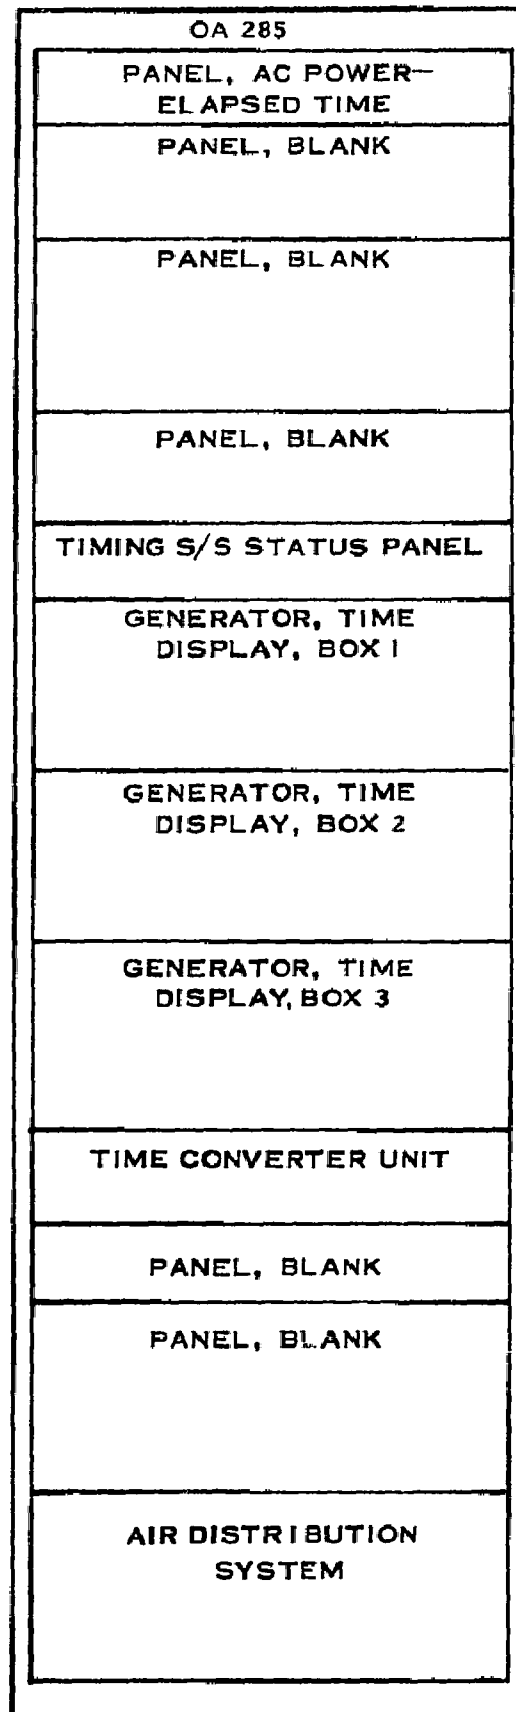 OA 285
PANEL, AC POWER—
ELAPSED TIME
PANEL, BLANK
PANEL, BLANK
PANEL, BLANK
TIMING S/S STATUS PANEL
GENERATOR, TIME
DISPLAY, BOX 1
GENERATOR, TIME
DISPLAY, BOX 2
GENERATOR, TIME
DISPLAY, BOX 3
TIME CONVERTER UNIT
PANEL, BLANK
PANEL, BLANK
AIR DISTRIBUTION
SYSTEM